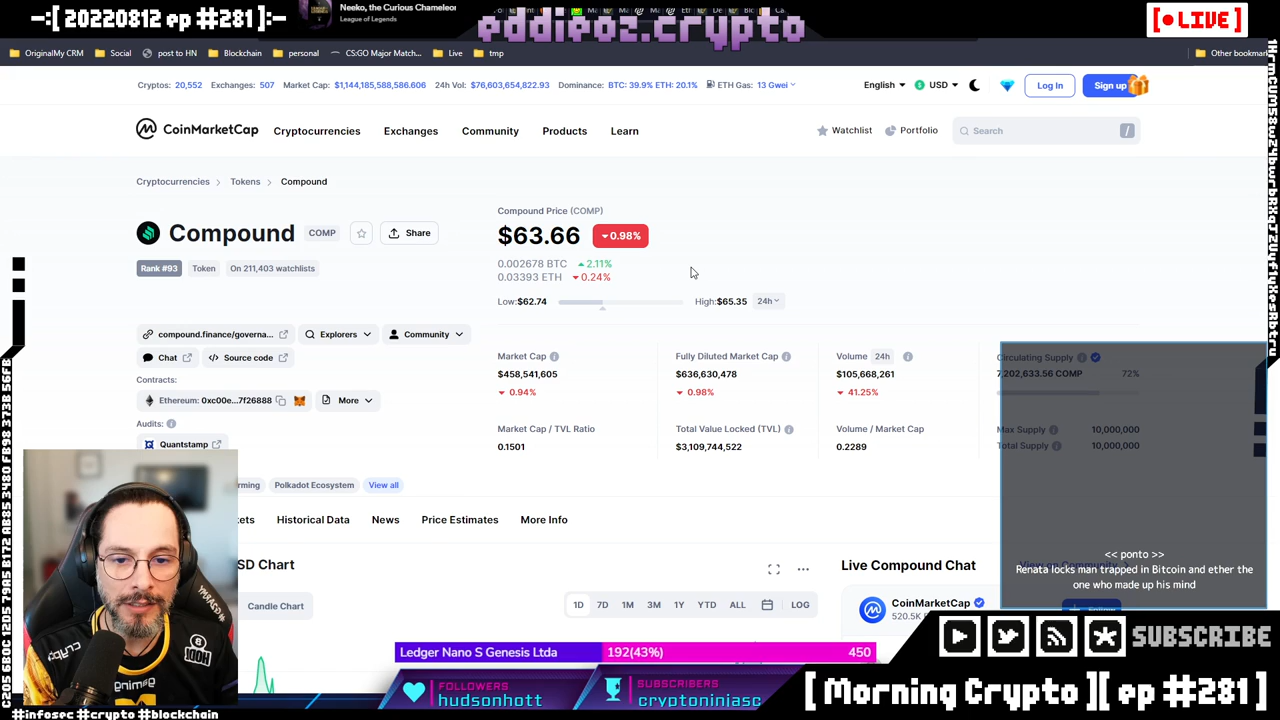 -:[ 20220812 ep #281]:-
Neeko, the Curious Chameleon
League of Legends
eddieoz.crypto
[● LIVE]
OriginalMy CRM
Social
post to HN
Blockchain
personal
CS:GO Major Match...
Live
tmp
Other bookmar
Cryptos: 20,552 Exchanges: 507 Market Cap: $1,144,185,588,586.606 24h Vol: $76,603,654,822.93 Dominance: BTC: 39.9% ETH: 20.1% ETH Gas: 13 Gwei
English USD Log In Sign up
CoinMarketCap Cryptocurrencies Exchanges Community Products Learn Watchlist Portfolio Search /
Cryptocurrencies > Tokens > Compound
Compound COMP Share
Rank #93 Token On 211,403 watchlists
Compound Price (COMP)
$63.66 0.98%
0.002678 BTC 2.11%
0.03393 ETH 0.24%
Low: $62.74 High: $65.35 24h
compound.finance/governa... Explorers Community
Chat Source code
Contracts:
Ethereum: 0xc00e...7f26888 More
Audits:
Quantstamp
Market Cap
$458,541,605
0.94%
Fully Diluted Market Cap
$636,630,478
0.98%
Volume 24h
$105,668,261
41.25%
Circulating Supply
7,202,633.56 COMP 72%
Market Cap / TVL Ratio
0.1501
Total Value Locked (TVL)
$3,109,744,522
Volume / Market Cap
0.2289
Max Supply 10,000,000
Total Supply 10,000,000
rming Polkadot Ecosystem View all
ets Historical Data News Price Estimates More Info
SD Chart
Candle Chart
1D 7D 1M 3M 1Y YTD ALL LOG
Live Compound Chat
View on Community
CoinMarketCap
520.5K
Follow
<< ponto >>
Renata locks man trapped in Bitcoin and ether the
one who made up his mind
Ledger Nano S Genesis Ltda 192(43%) 450
FOLLOWERS
hudsonhott
SUBSCRIBERS
cryptoninjasc
SUBSCRIBE
[ Morning Crypto ][ ep #281 ]
#infosec #crypto #blockchain